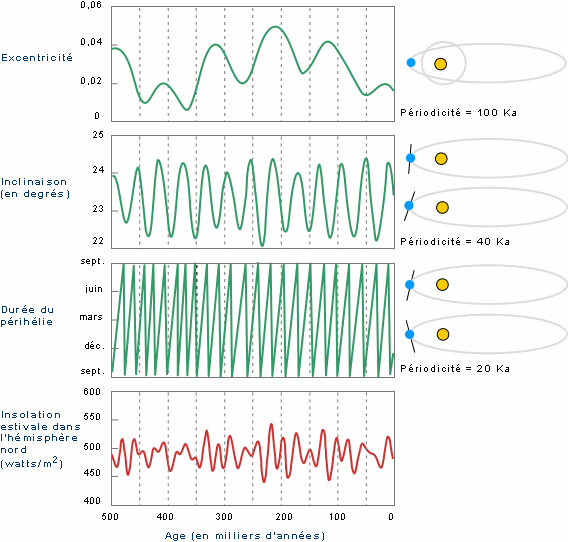 0,06
Excentricité
0,04
0,02
0
Périodicité = 100 Ka
25
24
Inclinaison
(en degrés)
23
22
Périodicité = 40 Ka
sept.
juin
Durée du
périhélie
mars
déc.
sept.
Périodicité = 20 Ka
600
Insolation
estivale dans
l'hémisphère
nord
(watts/m2)
550
500
450
400
500 400 300 200 100 0
Age (en milliers d'années)